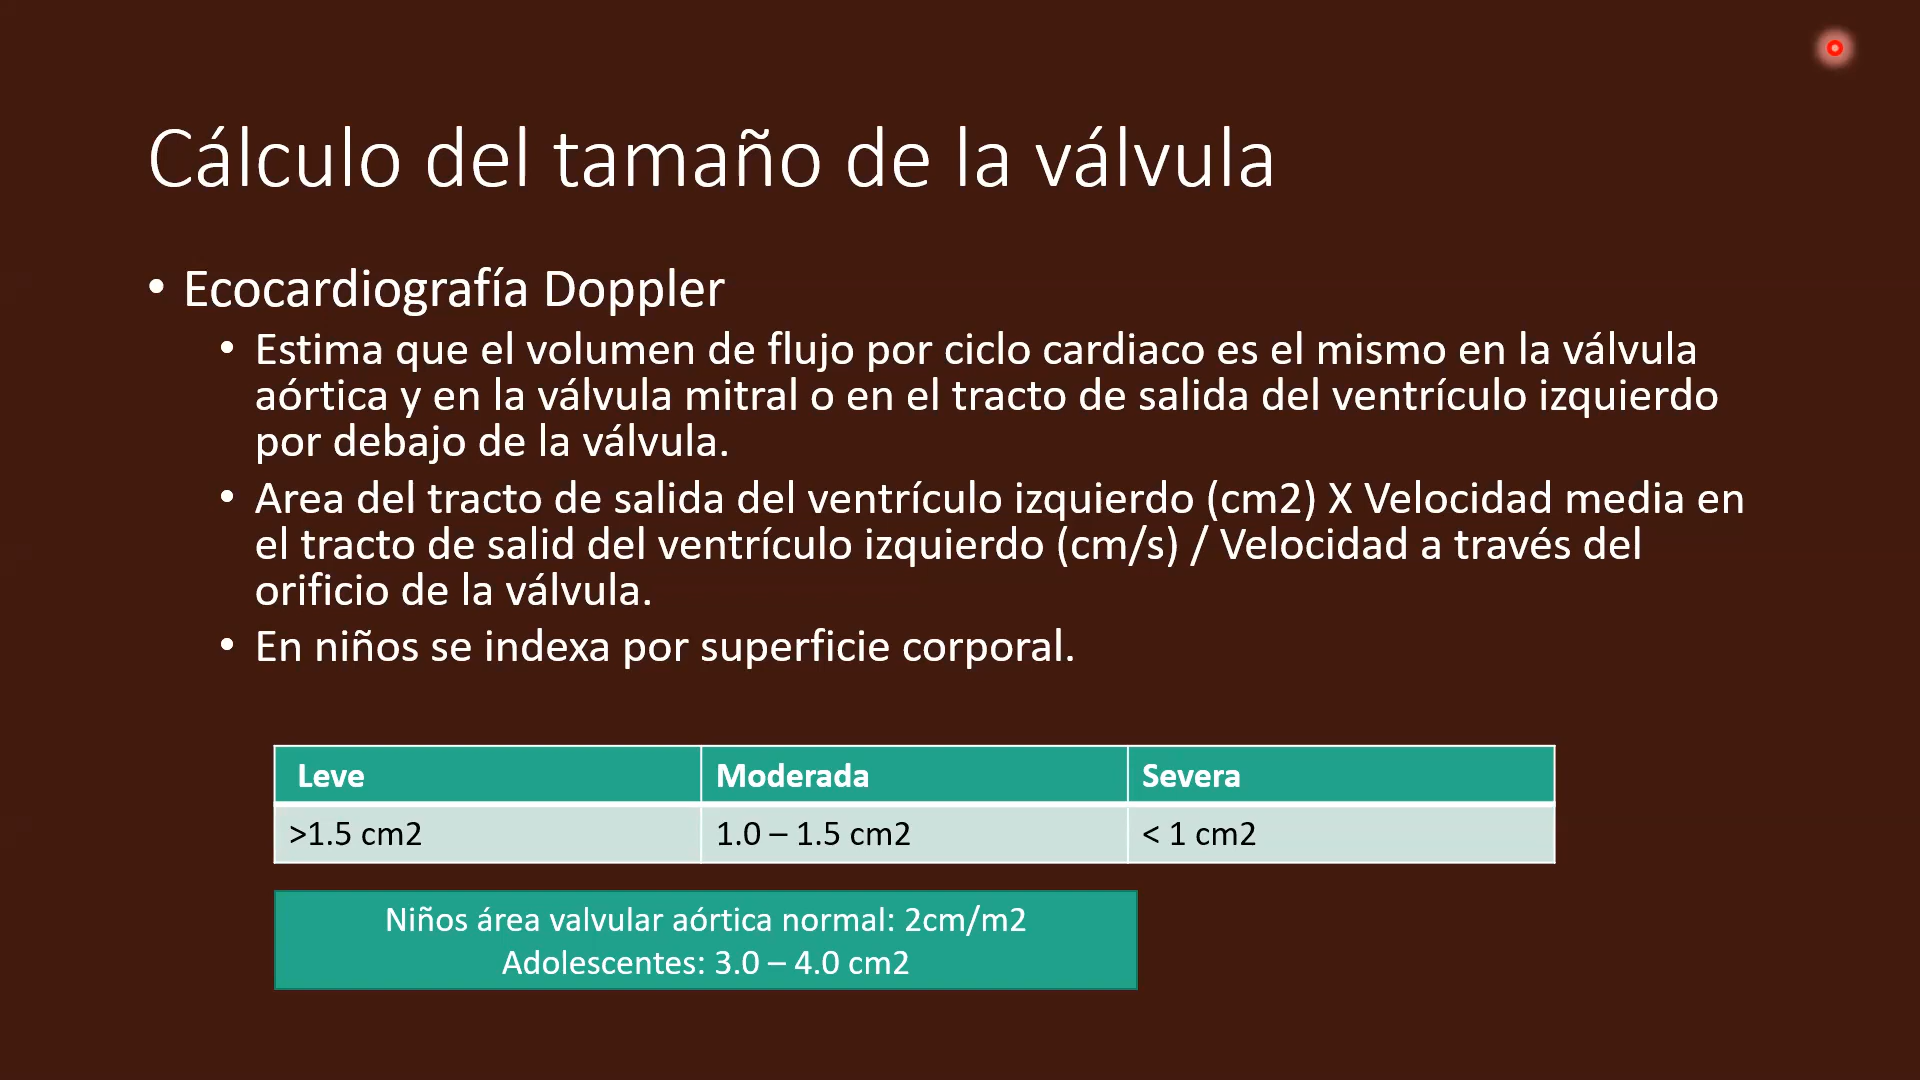 Cálculo del tamaño de la válvula
• Ecocardiografía Doppler
• Estima que el volumen de flujo por ciclo cardiaco es el mismo en la válvula
aórtica y en la válvula mitral o en el tracto de salida del ventrículo izquierdo
por debajo de la válvula.
• Area del tracto de salida del ventrículo izquierdo (cm2) X Velocidad media en
el tracto de salid del ventrículo izquierdo (cm/s) / Velocidad a través del
orificio de la válvula.
• En niños se indexa por superficie corporal.
Leve Moderada Severa
>1.5 cm2 1.0 – 1.5 cm2 < 1 cm2
Niños área valvular aórtica normal: 2cm/m2
Adolescentes: 3.0 – 4.0 cm2